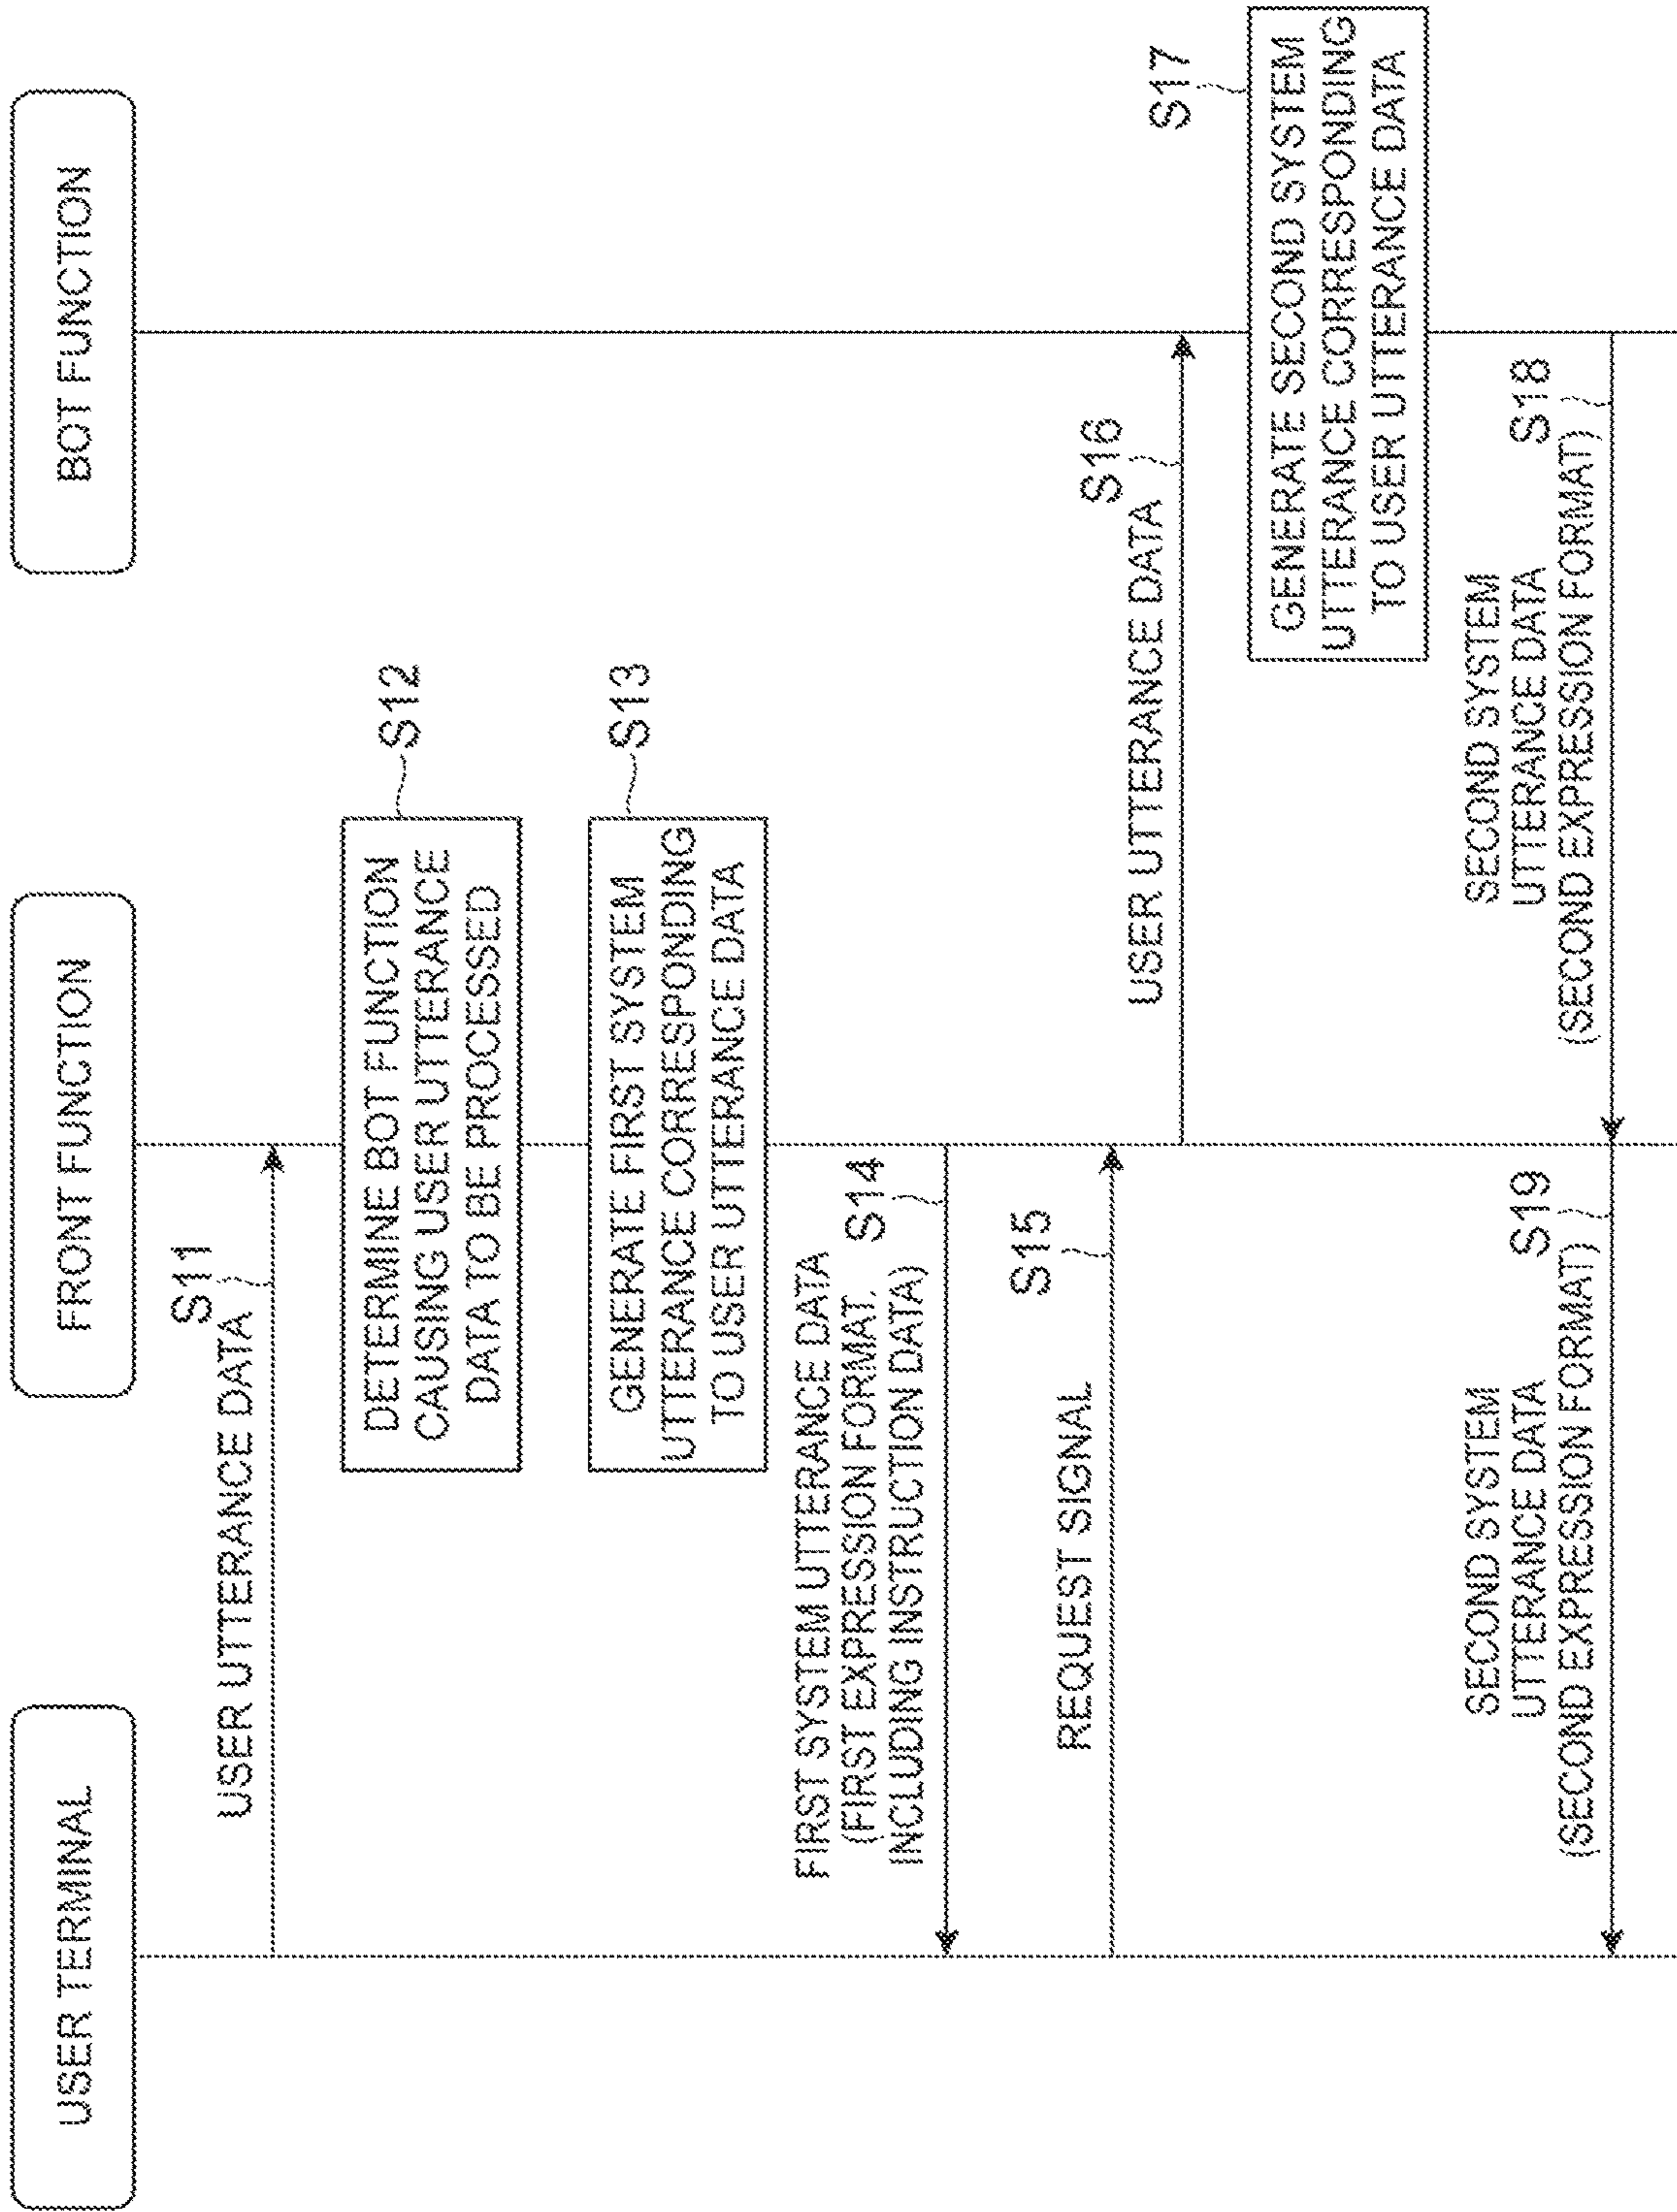 USER TERMINAL
FRONT FUNCTION
BOT FUNCTION
S11
USER UTTERANCE DATA
DETERMINE BOT FUNCTION
CAUSING USER UTTERANCE
DATA TO BE PROCESSED
S12
GENERATE FIRST SYSTEM
UTTERANCE CORRESPONDING
TO USER UTTERANCE DATA
S13
FIRST SYSTEM UTTERANCE DATA
(FIRST EXPRESSION FORMAT,
INCLUDING INSTRUCTION DATA)
S14
S15
REQUEST SIGNAL
S16
USER UTTERANCE DATA
S17
GENERATE SECOND SYSTEM
UTTERANCE CORRESPONDING
TO USER UTTERANCE DATA
SECOND SYSTEM
UTTERANCE DATA
(SECOND EXPRESSION FORMAT)
S18
SECOND SYSTEM
UTTERANCE DATA
(SECOND EXPRESSION FORMAT)
S19